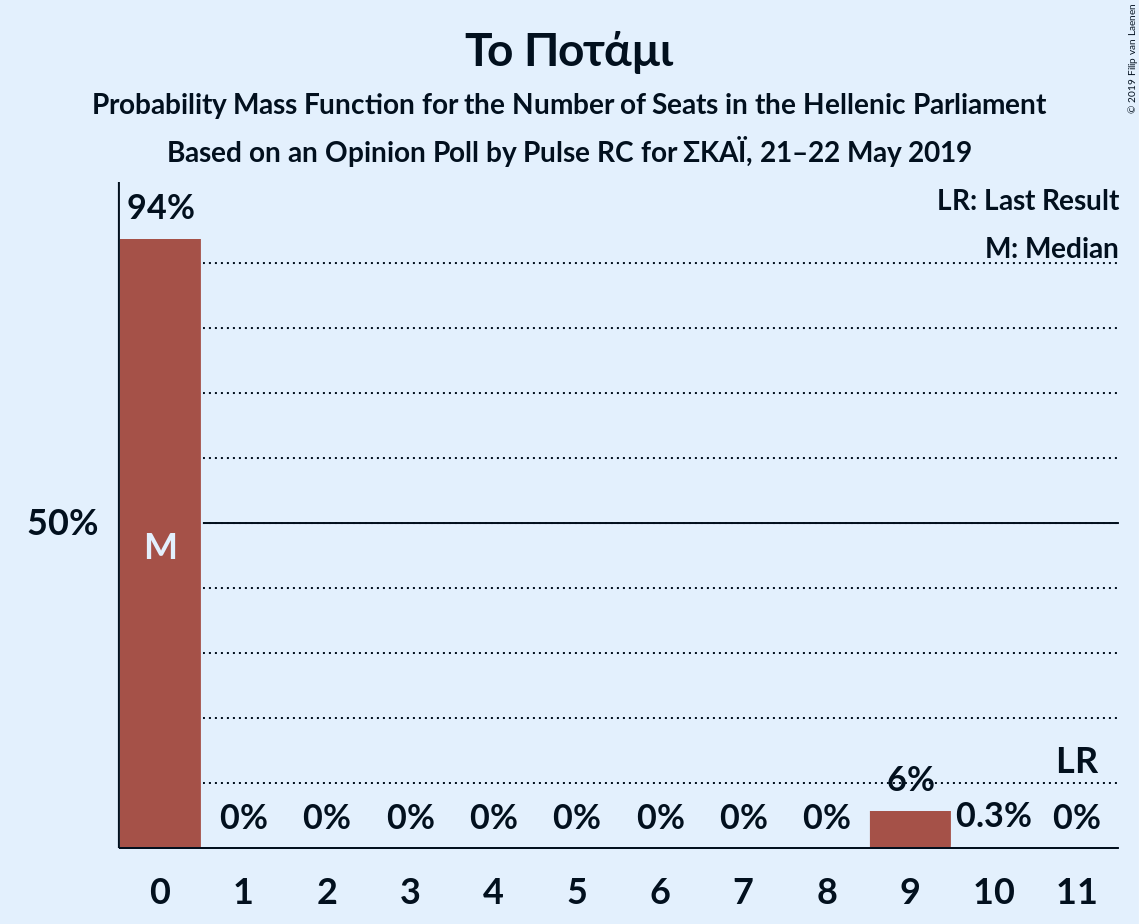 Το Ποτάμι
Probability Mass Function for the Number of Seats in the Hellenic Parliament
Based on an Opinion Poll by Pulse RC for ΣΚΑΪ, 21–22 May 2019
© 2019 Filip van Laenen
LR: Last Result
M: Median
94%
50%
M
LR
6%
0% 0% 0% 0% 0% 0% 0% 0% 0.3% 0%
0 1 2 3 4 5 6 7 8 9 10 11